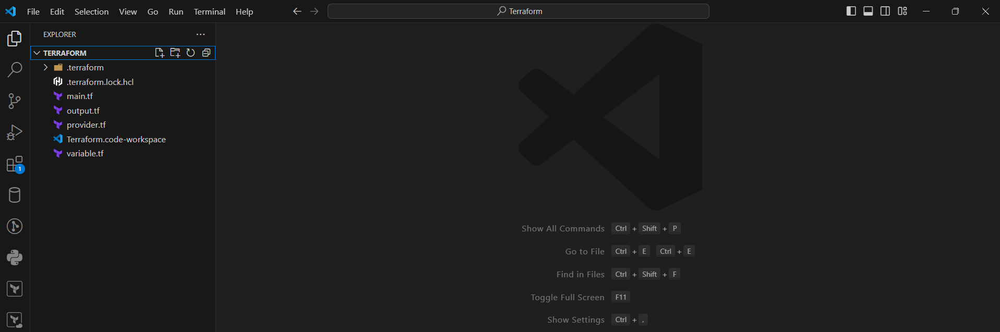 File Edit Selection View Go Run Terminal Help
Terraform
EXPLORER
TERRAFORM
.terraform
.terraform.lock.hcl
main.tf
output.tf
provider.tf
Terraform.code-workspace
variable.tf
1
Show All Commands Ctrl + Shift + P
Go to File Ctrl + E Ctrl + E
Find in Files Ctrl + Shift + F
Toggle Full Screen F11
Show Settings Ctrl + ,